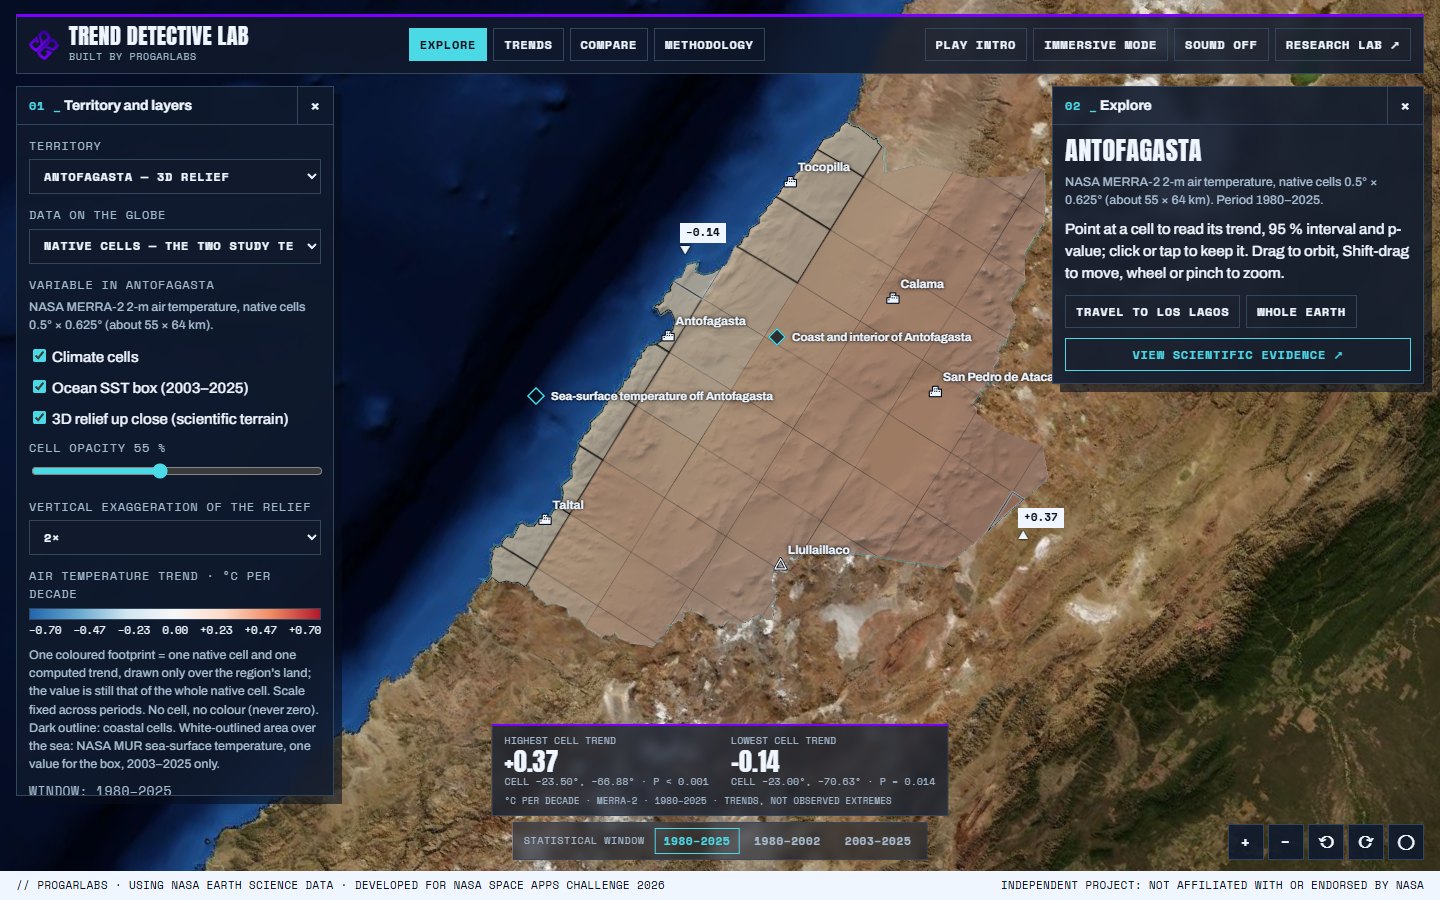 TREND DETECTIVE LAB
BUILT BY PROGARLABS
EXPLORE
TRENDS
COMPARE
METHODOLOGY
PLAY INTRO
IMMERSIVE MODE
SOUND OFF
RESEARCH LAB ↗
01 _ Territory and layers
×
TERRITORY
ANTOFAGASTA — 3D RELIEF
DATA ON THE GLOBE
NATIVE CELLS — THE TWO STUDY TE
VARIABLE IN ANTOFAGASTA
NASA MERRA-2 2-m air temperature, native cells
0.5° × 0.625° (about 55 × 64 km).
Climate cells
Ocean SST box (2003–2025)
3D relief up close (scientific terrain)
CELL OPACITY 55 %
VERTICAL EXAGGERATION OF THE RELIEF
2×
AIR TEMPERATURE TREND · °C PER
DECADE
−0.70 −0.47 −0.23 0.00 +0.23 +0.47 +0.70
One coloured footprint = one native cell and one
computed trend, drawn only over the region's land;
the value is still that of the whole native cell. Scale
fixed across periods. No cell, no colour (never zero).
Dark outline: coastal cells. White-outlined area over
the sea: NASA MUR sea-surface temperature, one
value for the box, 2003–2025 only.
WINDOW: 1980–2025
Tocopilla
−0.14
Calama
Antofagasta
Coast and interior of Antofagasta
San Pedro de Ataca
Sea-surface temperature off Antofagasta
Taltal
+0.37
Llullaillaco
02 _ Explore
×
ANTOFAGASTA
NASA MERRA-2 2-m air temperature, native cells 0.5° ×
0.625° (about 55 × 64 km). Period 1980–2025.
Point at a cell to read its trend, 95 % interval and p-
value; click or tap to keep it. Drag to orbit, Shift-drag
to move, wheel or pinch to zoom.
TRAVEL TO LOS LAGOS
WHOLE EARTH
VIEW SCIENTIFIC EVIDENCE ↗
HIGHEST CELL TREND
+0.37
CELL −23.50°, −66.88° · P < 0.001
LOWEST CELL TREND
−0.14
CELL −23.00°, −70.63° · P = 0.014
°C PER DECADE · MERRA-2 · 1980–2025 · TRENDS, NOT OBSERVED EXTREMES
STATISTICAL WINDOW
1980–2025
1980–2002
2003–2025
+
−
// PROGARLABS · USING NASA EARTH SCIENCE DATA · DEVELOPED FOR NASA SPACE APPS CHALLENGE 2026
INDEPENDENT PROJECT: NOT AFFILIATED WITH OR ENDORSED BY NASA